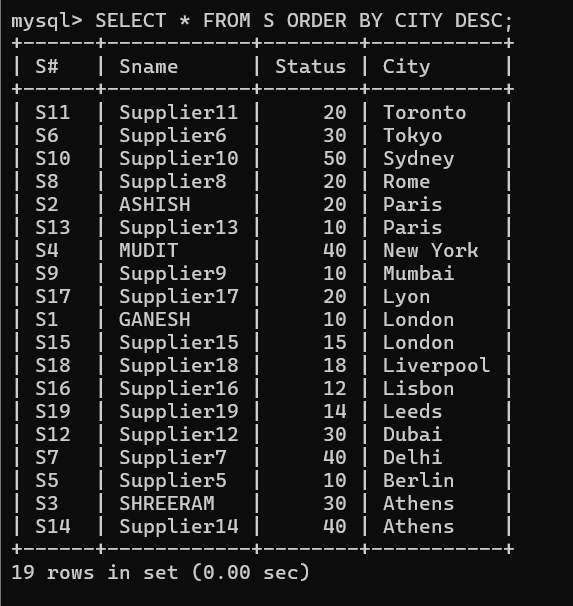 mysql> SELECT * FROM S ORDER BY CITY DESC;
+------+------------+--------+-----------+
| S#   | Sname      | Status | City      |
+------+------------+--------+-----------+
| S11  | Supplier11 |     20 | Toronto   |
| S6   | Supplier6  |     30 | Tokyo     |
| S10  | Supplier10 |     50 | Sydney    |
| S8   | Supplier8  |     20 | Rome      |
| S2   | ASHISH     |     20 | Paris     |
| S13  | Supplier13 |     10 | Paris     |
| S4   | MUDIT      |     40 | New York  |
| S9   | Supplier9  |     10 | Mumbai    |
| S17  | Supplier17 |     20 | Lyon      |
| S1   | GANESH     |     10 | London    |
| S15  | Supplier15 |     15 | London    |
| S18  | Supplier18 |     18 | Liverpool |
| S16  | Supplier16 |     12 | Lisbon    |
| S19  | Supplier19 |     14 | Leeds     |
| S12  | Supplier12 |     30 | Dubai     |
| S7   | Supplier7  |     40 | Delhi     |
| S5   | Supplier5  |     10 | Berlin    |
| S3   | SHREERAM   |     30 | Athens    |
| S14  | Supplier14 |     40 | Athens    |
+------+------------+--------+-----------+
19 rows in set (0.00 sec)